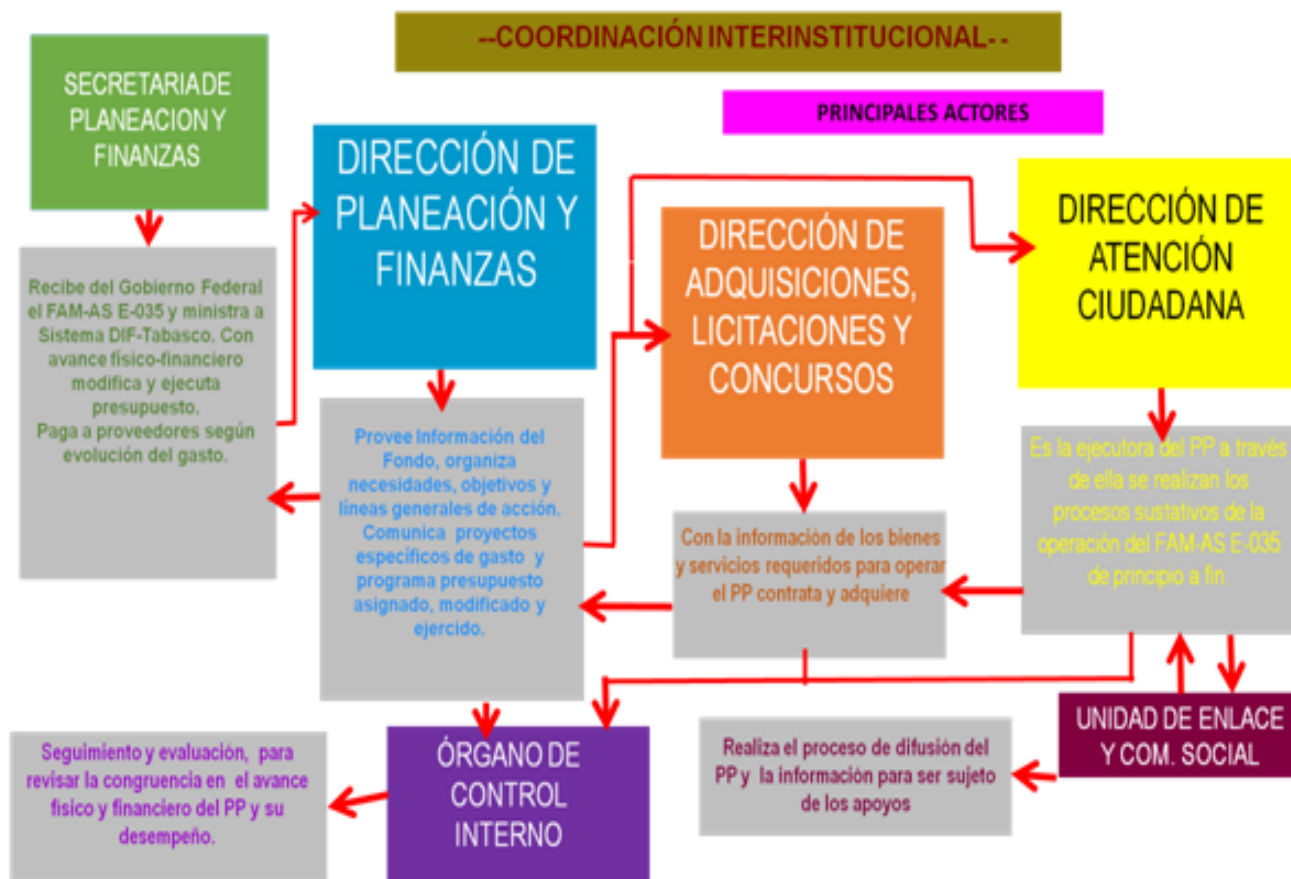 --COORDINACIÓN INTERINSTITUCIONAL--
PRINCIPALES ACTORES
SECRETARIA DE
PLANEACION Y
FINANZAS
Recibe del Gobierno Federal
el FAM-AS E-035 y ministra a
Sistema DIF-Tabasco. Con
avance físico-financiero
modifica y ejecuta
presupuesto.
Paga a proveedores según
evolución del gasto.
DIRECCIÓN DE
PLANEACIÓN Y
FINANZAS
Provee Información del
Fondo, organiza
necesidades, objetivos y
líneas generales de acción.
Comunica proyectos
específicos de gasto y
programa presupuesto
asignado, modificado y
ejercido.
DIRECCIÓN DE
ADQUISICIONES,
LICITACIONES Y
CONCURSOS
Con la información de los bienes
y servicios requeridos para operar
el PP contrata y adquiere
DIRECCIÓN DE
ATENCIÓN
CIUDADANA
Es la ejecutora del PP a través
de ella se realizan los
procesos sustativos de la
operación del FAM-AS E-035
de principio a fin.
UNIDAD DE ENLACE
Y COM. SOCIAL
Realiza el proceso de difusión del
PP y la información para ser sujeto
de los apoyos
ÓRGANO DE
CONTROL
INTERNO
Seguimiento y evaluación, para
revisar la congruencia en el avance
físico y financiero del PP y su
desempeño.